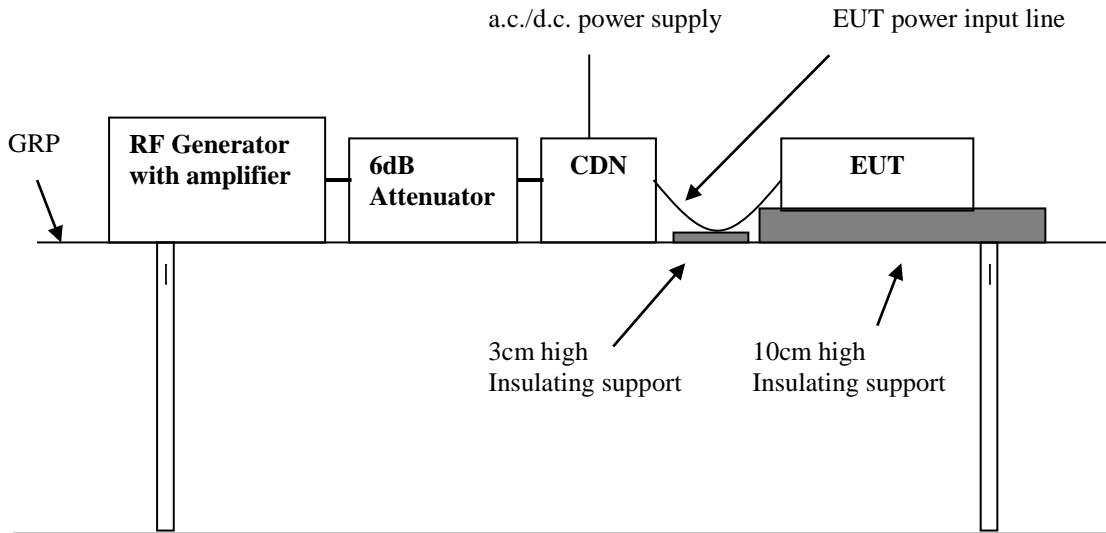 a.c./d.c. power supply
EUT power input line
GRP
RF Generator
with amplifier
6dB
Attenuator
CDN
EUT
3cm high
Insulating support
10cm high
Insulating support